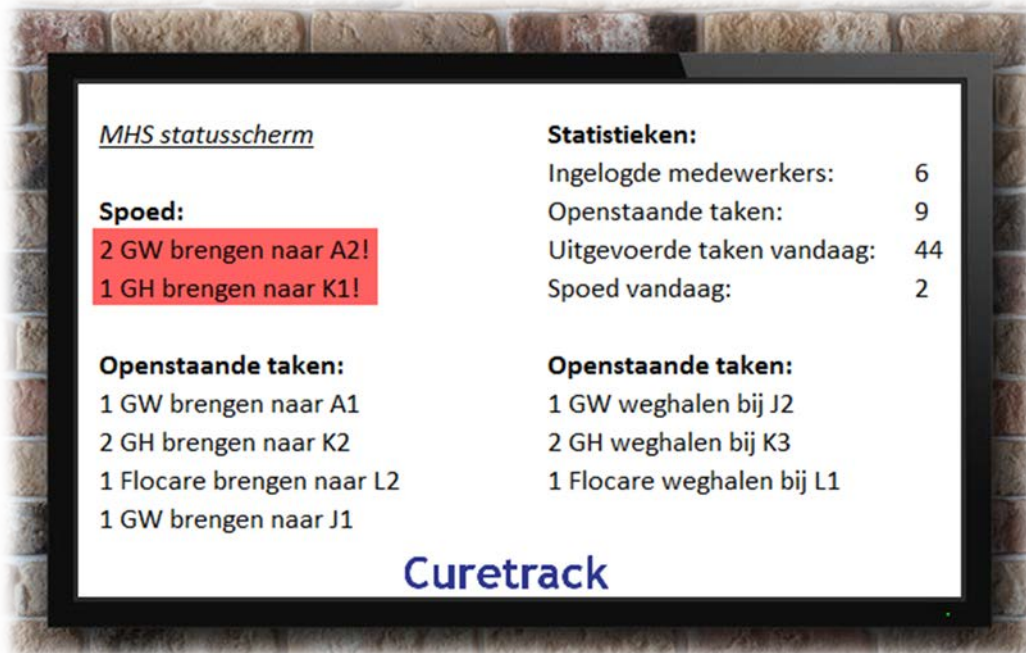 MHS statusscherm
Spoed:
2 GW brengen naar A2!
1 GH brengen naar K1!
Openstaande taken:
1 GW brengen naar A1
2 GH brengen naar K2
1 Flocare brengen naar L2
1 GW brengen naar J1
Statistieken:
Ingelogde medewerkers: 6
Openstaande taken: 9
Uitgevoerde taken vandaag: 44
Spoed vandaag: 2
Openstaande taken:
1 GW weghalen bij J2
2 GH weghalen bij K3
1 Flocare weghalen bij L1
Curetrack